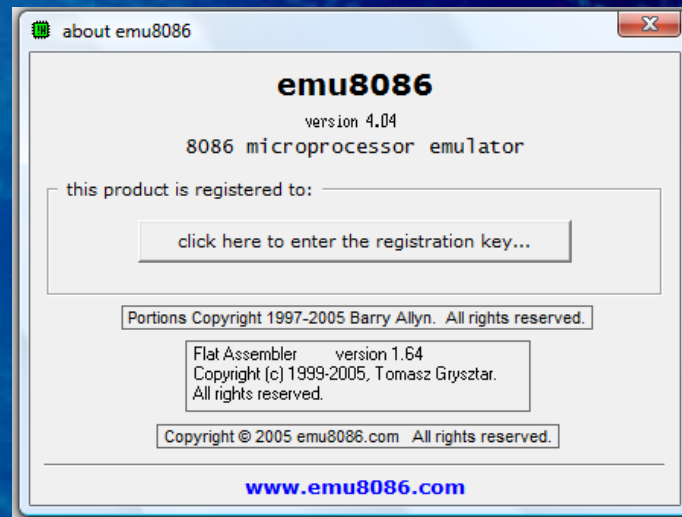 about emu8086
emu8086
version 4.04
8086 microprocessor emulator
this product is registered to:
click here to enter the registration key...
Portions Copyright 1997-2005 Barry Allyn. All rights reserved.
Flat Assembler version 1.64
Copyright (c) 1999-2005, Tomasz Grysztar.
All rights reserved.
Copyright © 2005 emu8086.com All rights reserved.
www.emu8086.com